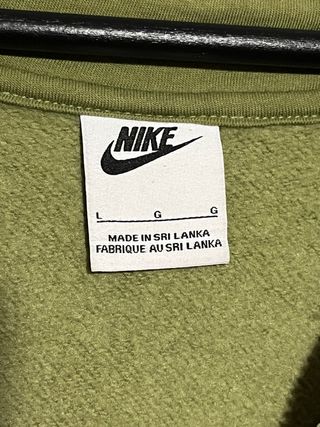 NIKE
L G G
MADE IN SRI LANKA
FABRIQUE AU SRI LANKA